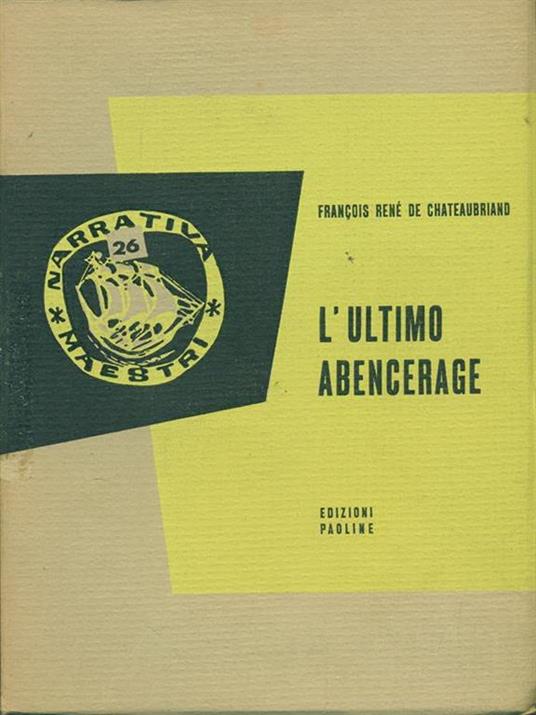 FRANÇOIS RENÉ DE CHATEAUBRIAND
NARRATIVA
26
* MAESTRI *
L'ULTIMO
ABENCERAGE
EDIZIONI
PAOLINE